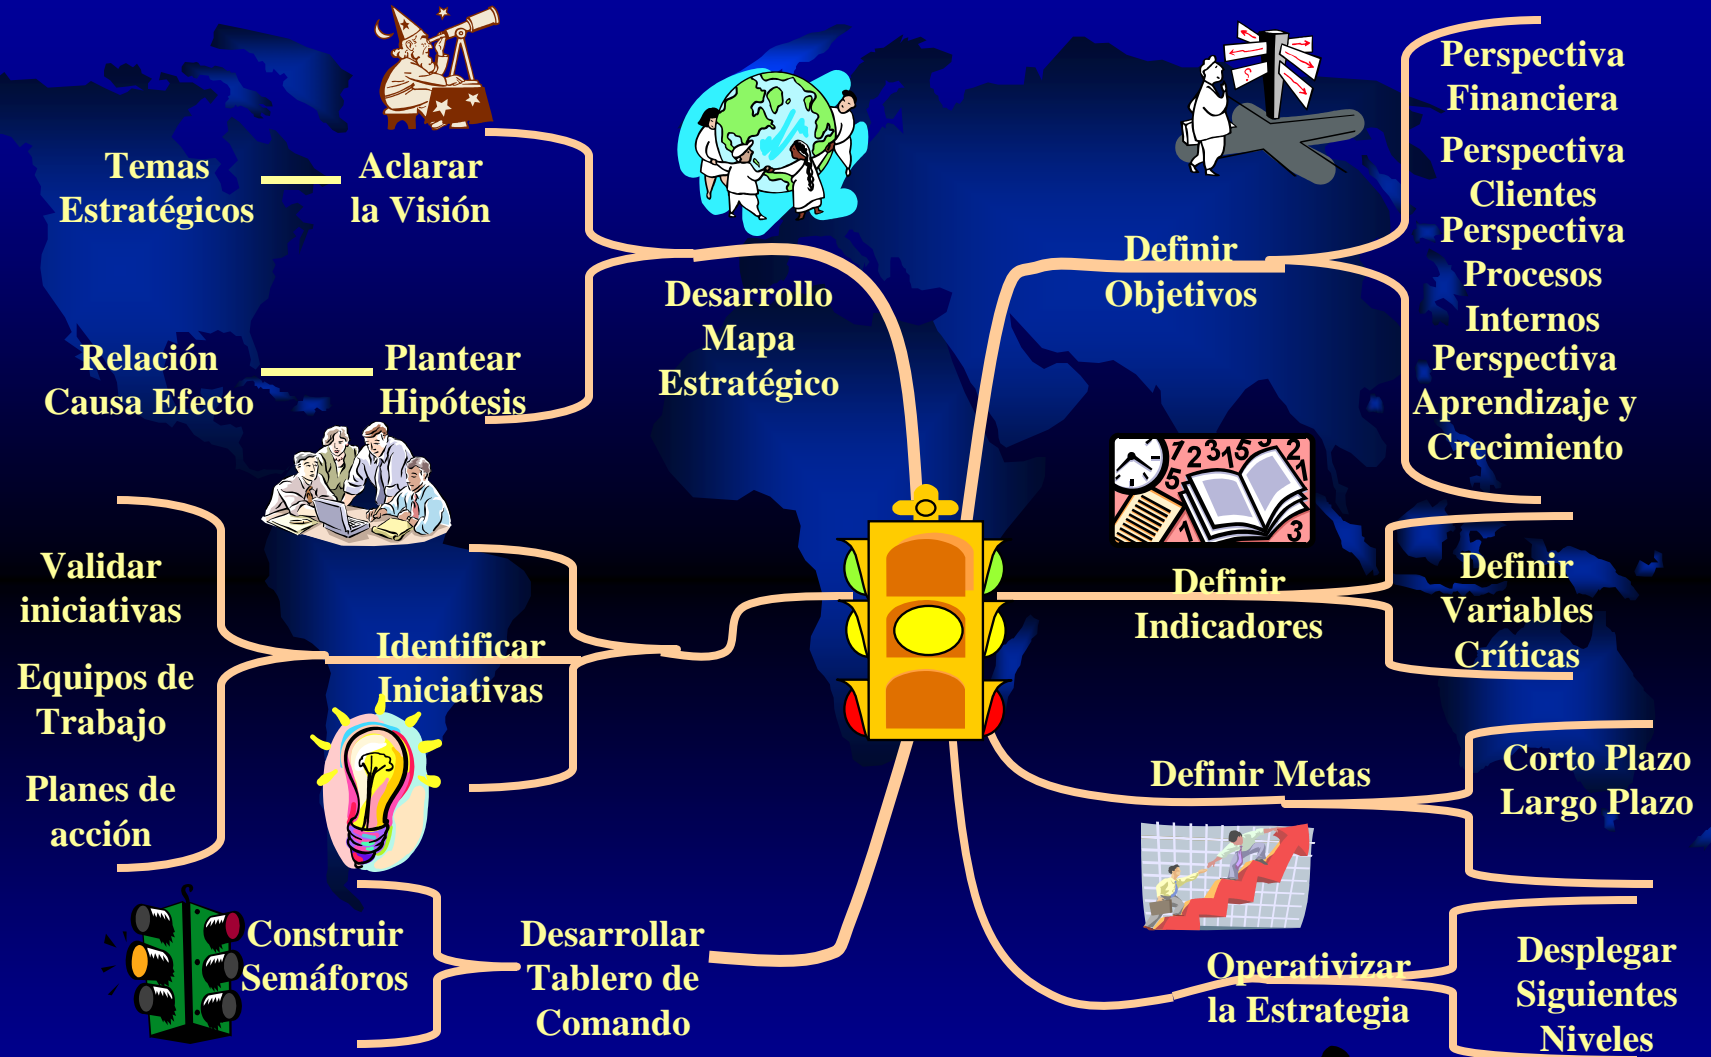 Temas
Estratégicos
Aclarar
la Visión
Relación
Causa Efecto
Plantear
Hipótesis
Desarrollo
Mapa
Estratégico
Definir
Objetivos
Perspectiva
Financiera
Perspectiva
Clientes
Perspectiva
Procesos
Internos
Perspectiva
Aprendizaje y
Crecimiento
Definir
Indicadores
Definir
Variables
Críticas
Definir Metas
Corto Plazo
Largo Plazo
Operativizar
la Estrategia
Desplegar
Siguientes
Niveles
Validar
iniciativas
Equipos de
Trabajo
Planes de
acción
Identificar
Iniciativas
Construir
Semáforos
Desarrollar
Tablero de
Comando